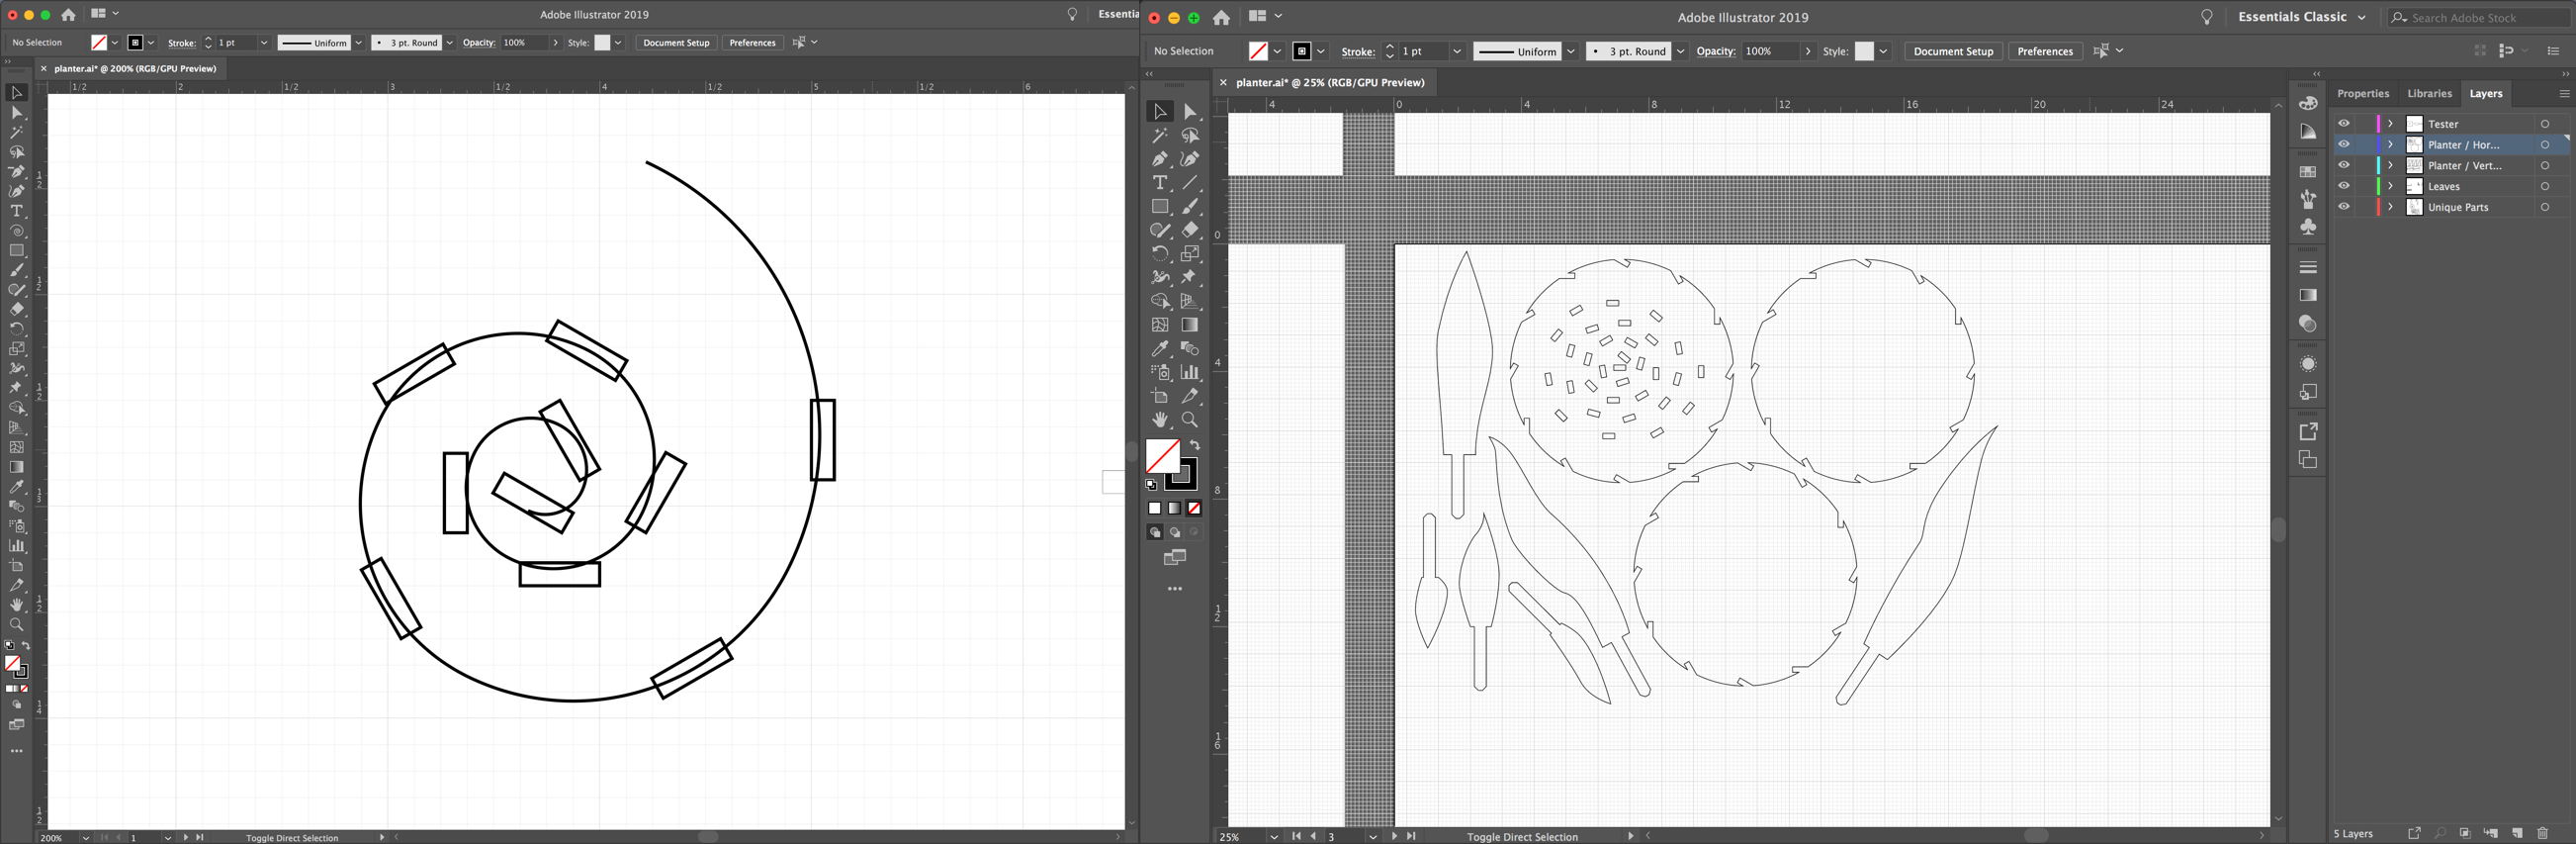 Adobe Illustrator 2019
Essentia
No Selection
Stroke:
1 pt
Uniform
3 pt. Round
Opacity:
100%
Style:
Document Setup
Preferences
planter.ai* @ 200% (RGB/GPU Preview)
1/2
2
1/2
3
1/2
4
1/2
5
1/2
6
200%
1
Toggle Direct Selection
Adobe Illustrator 2019
Essentials Classic
Search Adobe Stock
No Selection
Stroke:
1 pt
Uniform
3 pt. Round
Opacity:
100%
Style:
Document Setup
Preferences
planter.ai* @ 25% (RGB/GPU Preview)
4
0
4
8
12
16
20
24
0
4
8
12
16
25%
3
Toggle Direct Selection
Properties
Libraries
Layers
Tester
Planter / Hor...
Planter / Vert...
Leaves
Unique Parts
5 Layers